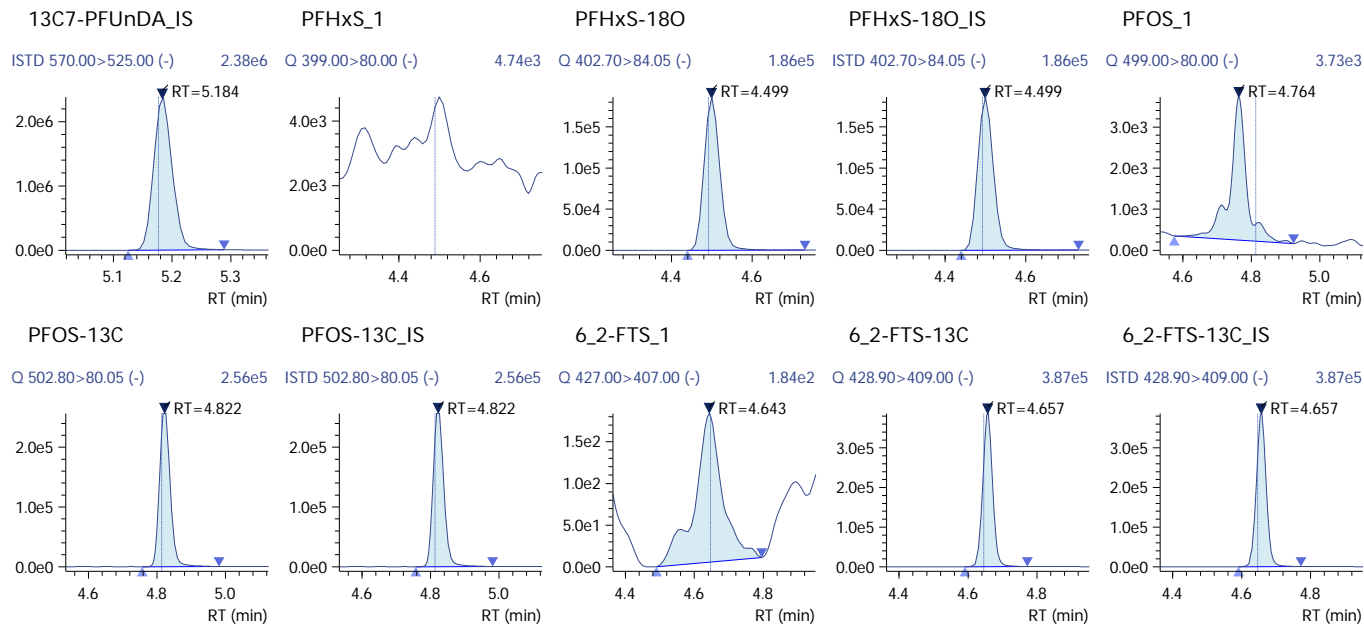 13C7-PFUnDA_IS
ISTD 570.00>525.00 (-) 2.38e6
RT=5.184
2.0e6
1.0e6
0.0e0
5.1 5.2 5.3
RT (min)
PFHxS_1
Q 399.00>80.00 (-) 4.74e3
4.0e3
2.0e3
0.0e0
4.4 4.6
RT (min)
PFHxS-18O
Q 402.70>84.05 (-) 1.86e5
RT=4.499
1.5e5
1.0e5
5.0e4
0.0e0
4.4 4.6
RT (min)
PFHxS-18O_IS
ISTD 402.70>84.05 (-) 1.86e5
RT=4.499
1.5e5
1.0e5
5.0e4
0.0e0
4.4 4.6
RT (min)
PFOS_1
Q 499.00>80.00 (-) 3.73e3
RT=4.764
3.0e3
2.0e3
1.0e3
0.0e0
4.6 4.8 5.0
RT (min)
PFOS-13C
Q 502.80>80.05 (-) 2.56e5
RT=4.822
2.0e5
1.0e5
0.0e0
4.6 4.8 5.0
RT (min)
PFOS-13C_IS
ISTD 502.80>80.05 (-) 2.56e5
RT=4.822
2.0e5
1.0e5
0.0e0
4.6 4.8 5.0
RT (min)
6_2-FTS_1
Q 427.00>407.00 (-) 1.84e2
RT=4.643
1.5e2
1.0e2
5.0e1
0.0e0
4.4 4.6 4.8
RT (min)
6_2-FTS-13C
Q 428.90>409.00 (-) 3.87e5
RT=4.657
3.0e5
2.0e5
1.0e5
0.0e0
4.4 4.6 4.8
RT (min)
6_2-FTS-13C_IS
ISTD 428.90>409.00 (-) 3.87e5
RT=4.657
3.0e5
2.0e5
1.0e5
0.0e0
4.4 4.6 4.8
RT (min)